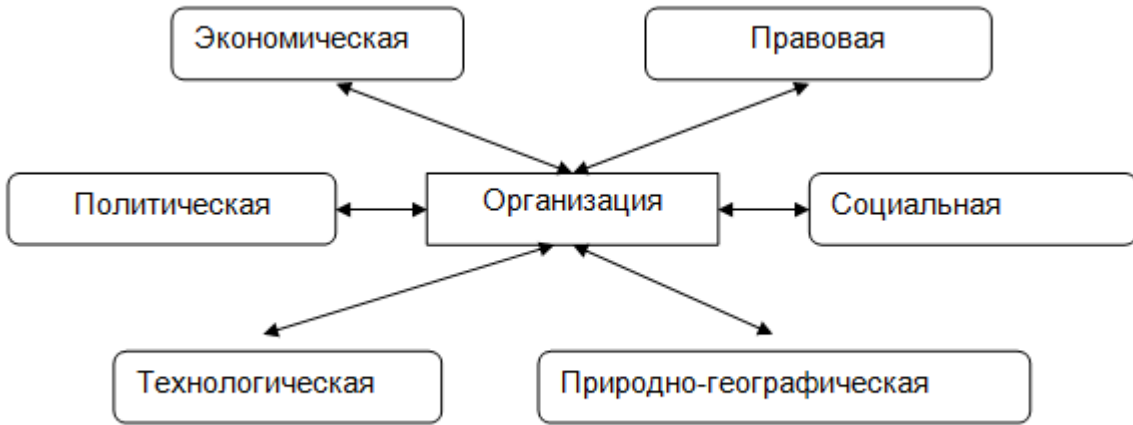 Экономическая
Правовая
Политическая
Организация
Социальная
Технологическая
Природно-географическая